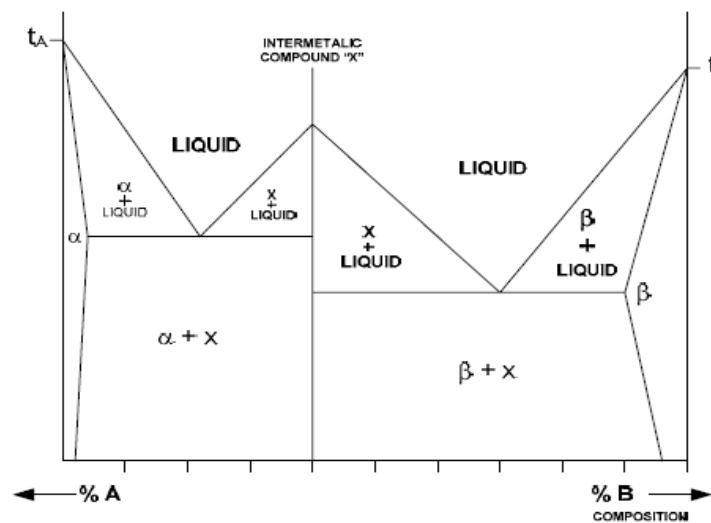 tA
INTERMETALIC
COMPOUND "X"
t
LIQUID
LIQUID
α
+
LIQUID
x
+
LIQUID
x
+
LIQUID
β
+
LIQUID
α
β
α + x
β + x
% A
% B
COMPOSITION